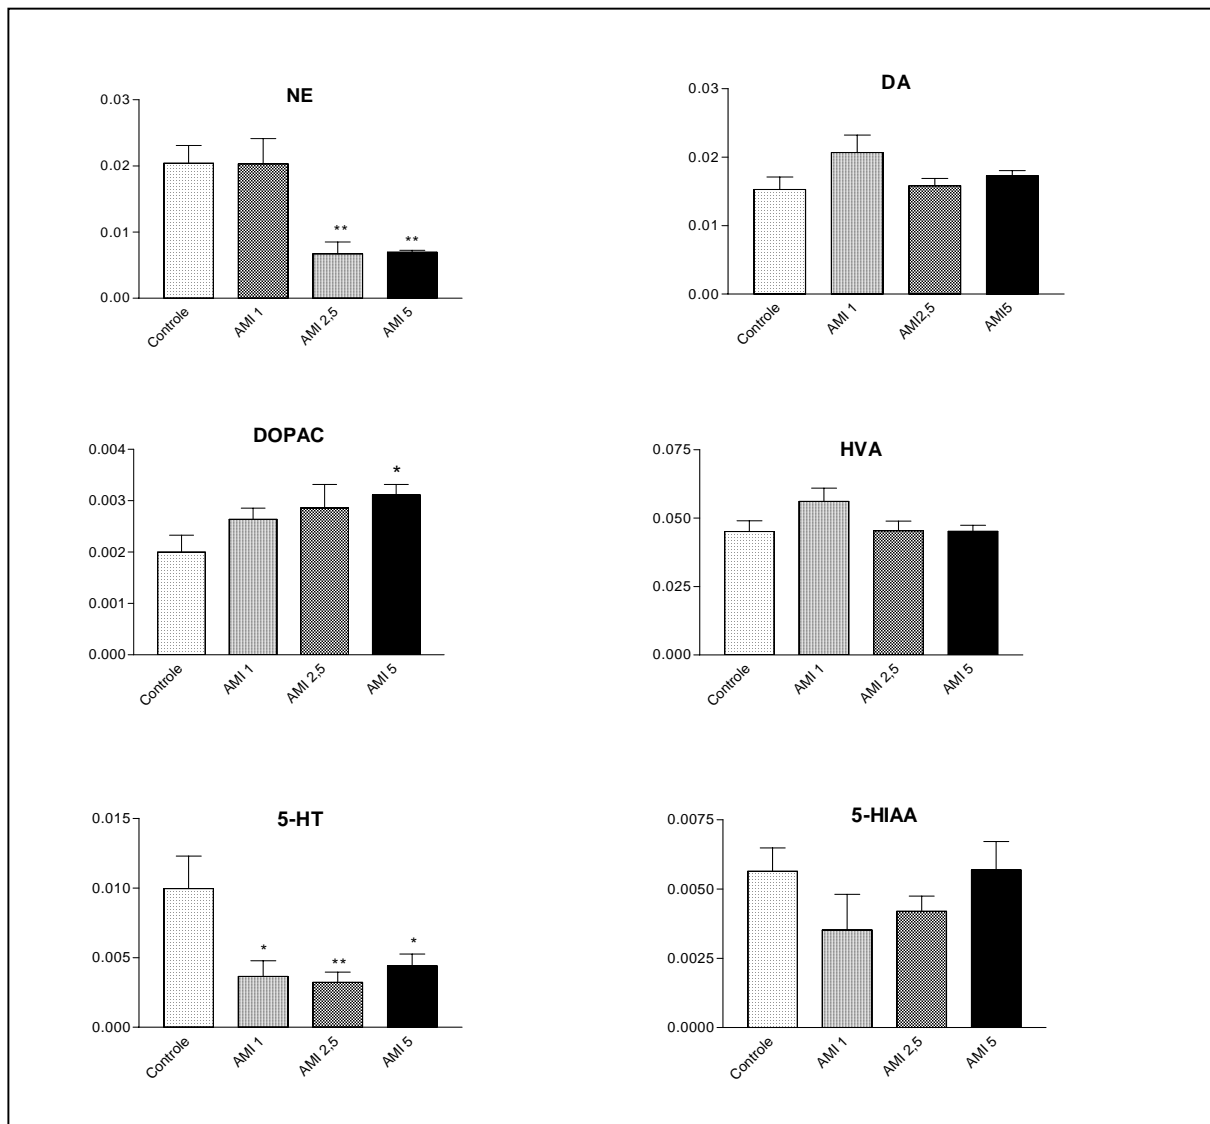 NE
0.03
0.02
0.01
0.00
**
**
Controle
AMI 1
AMI 2,5
AMI 5
DA
0.03
0.02
0.01
0.00
Controle
AMI 1
AMI2,5
AMI5
DOPAC
0.004
0.003
0.002
0.001
0.000
*
Controle
AMI 1
AMI 2,5
AMI 5
HVA
0.075
0.050
0.025
0.000
Controle
AMI 1
AMI 2,5
AMI 5
5-HT
0.015
0.010
0.005
0.000
*
**
*
Controle
AMI 1
AMI 2,5
AMI 5
5-HIAA
0.0075
0.0050
0.0025
0.0000
Controle
AMI 1
AMI 2,5
AMI 5